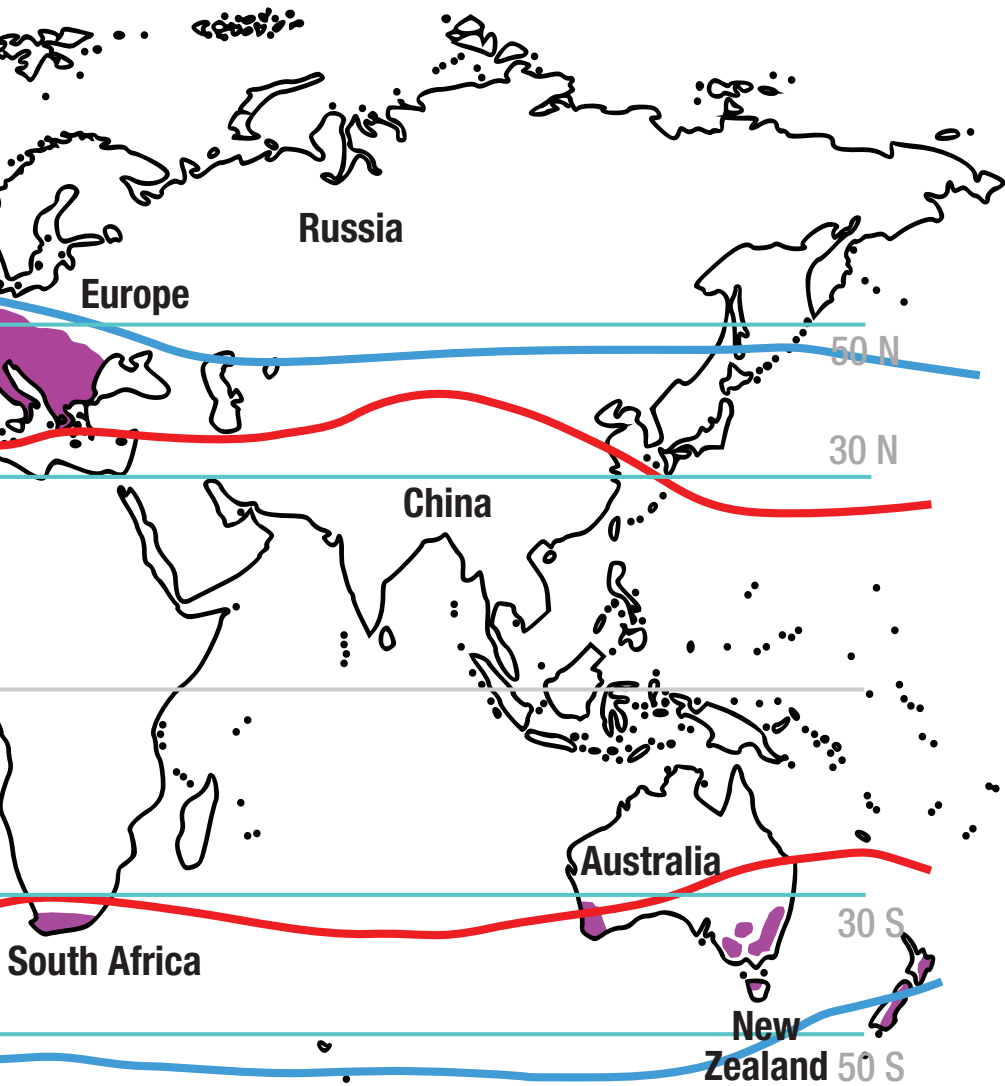 Russia
Europe
50 N
30 N
China
Australia
30 S
South Africa
New
Zealand
50 S